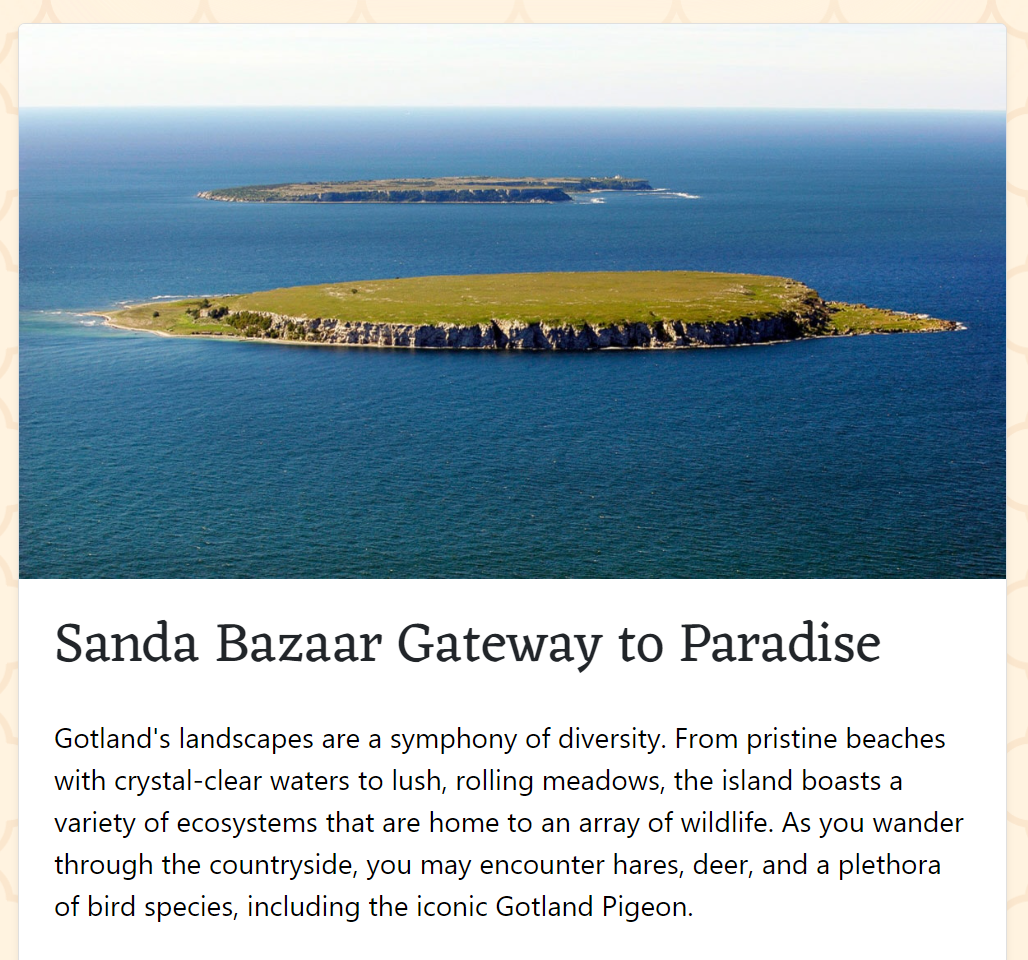 Sanda Bazaar Gateway to Paradise
Gotland's landscapes are a symphony of diversity. From pristine beaches
with crystal-clear waters to lush, rolling meadows, the island boasts a
variety of ecosystems that are home to an array of wildlife. As you wander
through the countryside, you may encounter hares, deer, and a plethora
of bird species, including the iconic Gotland Pigeon.